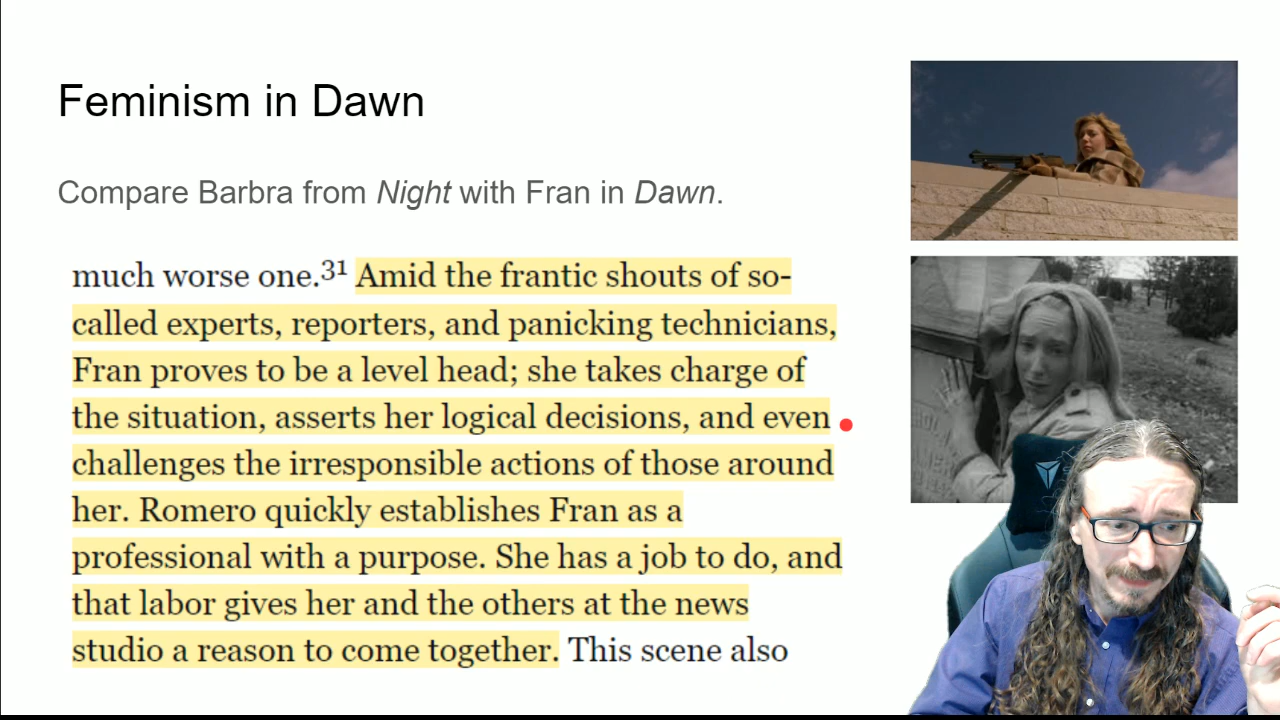 Feminism in Dawn
Compare Barbra from Night with Fran in Dawn.
much worse one.³¹ Amid the frantic shouts of so-
called experts, reporters, and panicking technicians,
Fran proves to be a level head; she takes charge of
the situation, asserts her logical decisions, and even
challenges the irresponsible actions of those around
her. Romero quickly establishes Fran as a
professional with a purpose. She has a job to do, and
that labor gives her and the others at the news
studio a reason to come together. This scene also